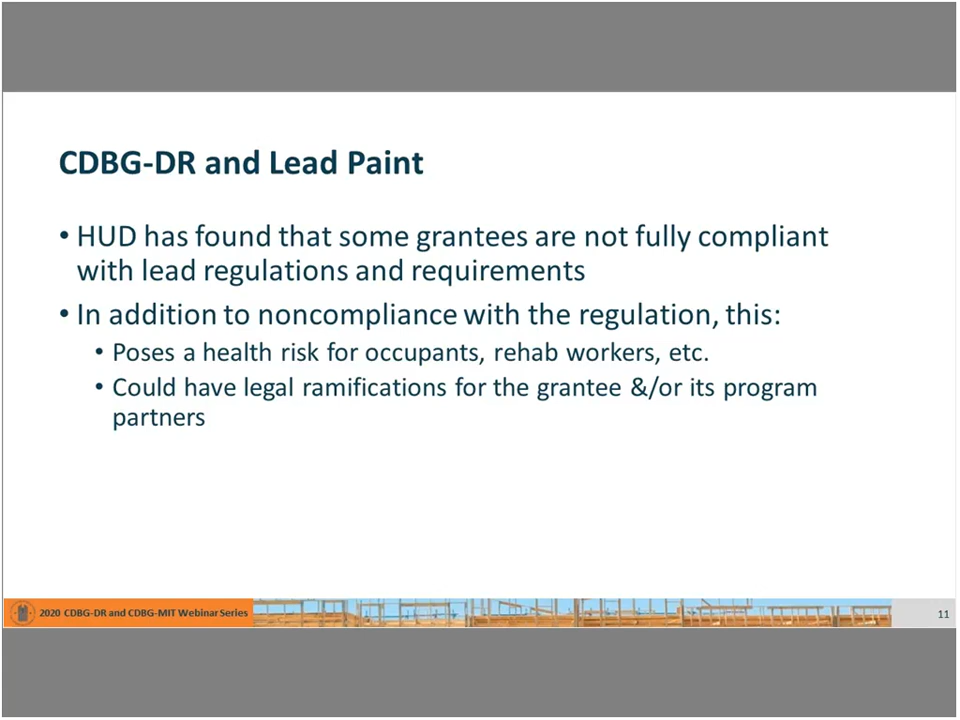 CDBG-DR and Lead Paint
• HUD has found that some grantees are not fully compliant
with lead regulations and requirements
• In addition to noncompliance with the regulation, this:
• Poses a health risk for occupants, rehab workers, etc.
• Could have legal ramifications for the grantee &/or its program
partners
2020 CDBG-DR and CDBG-MIT Webinar Series
11